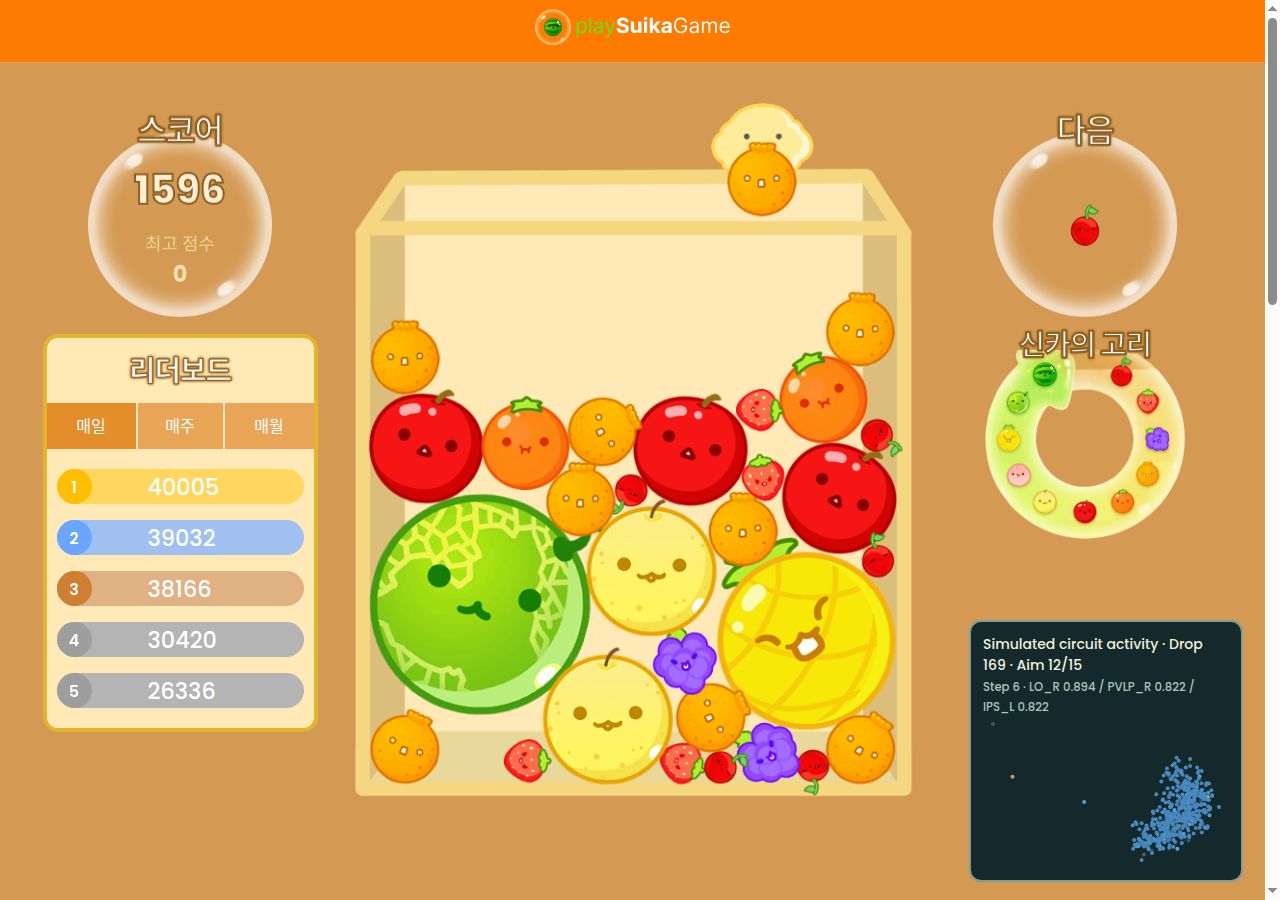 playSuikaGame
스코어
1596
최고 점수
0
리더보드
매일
매주
매월
1 40005
2 39032
3 38166
4 30420
5 26336
다음
신카의 고리
Simulated circuit activity · Drop
169 · Aim 12/15
Step 6 · LO_R 0.894 / PVLP_R 0.822 /
IPS_L 0.822